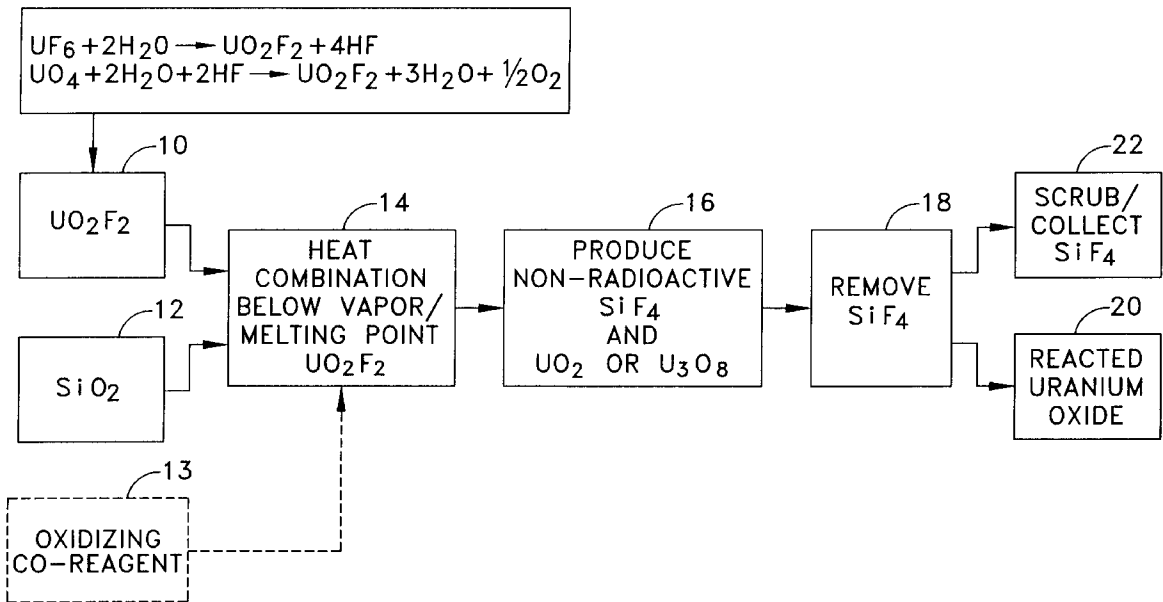 UF6+2H2O→UO2F2+4HF
UO4+2H2O+2HF→UO2F2+3H2O+½O2
10
UO2F2
12
SiO2
13
OXIDIZING
CO-REAGENT
14
HEAT
COMBINATION
BELOW VAPOR/
MELTING POINT
UO2F2
16
PRODUCE
NON-RADIOACTIVE
SiF4
AND
UO2 OR U3O8
18
REMOVE
SiF4
22
SCRUB/
COLLECT
SiF4
20
REACTED
URANIUM
OXIDE